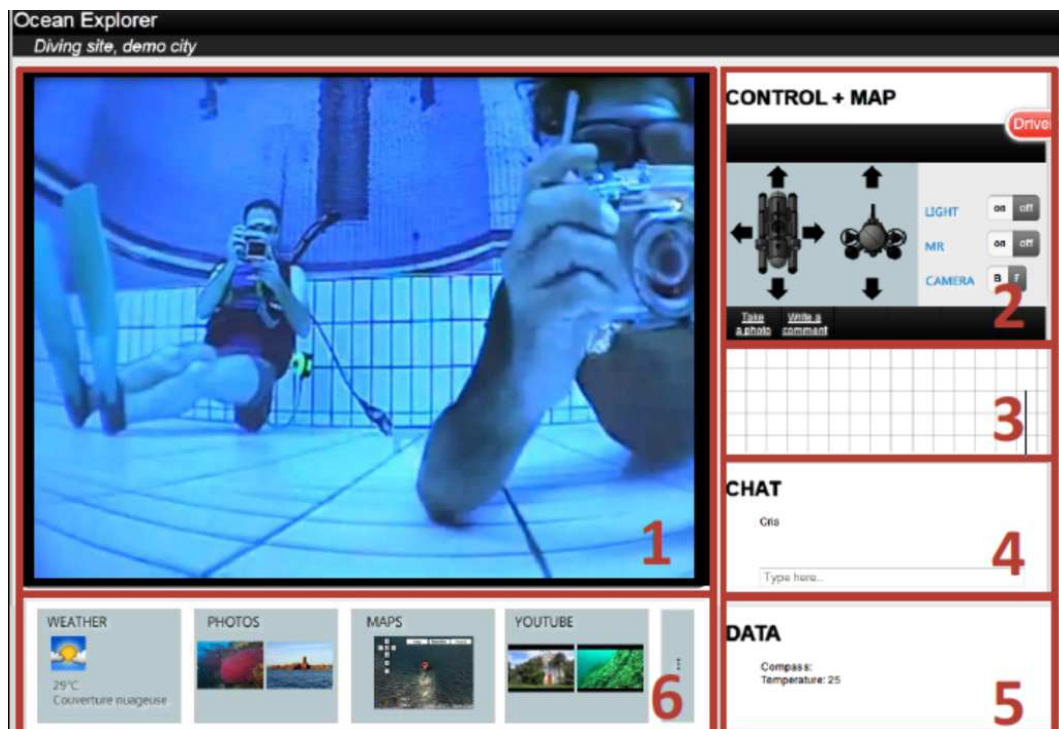 Ocean Explorer
Diving site, demo city
1
CONTROL + MAP
Drive
LIGHT on off
MR on off
CAMERA B F
Take a photo
Write a comment
2
3
CHAT
Cris
Type here..
4
DATA
Compass:
Temperature: 25
5
WEATHER
29°C
Couverture nuageuse
PHOTOS
MAPS
YOUTUBE
6